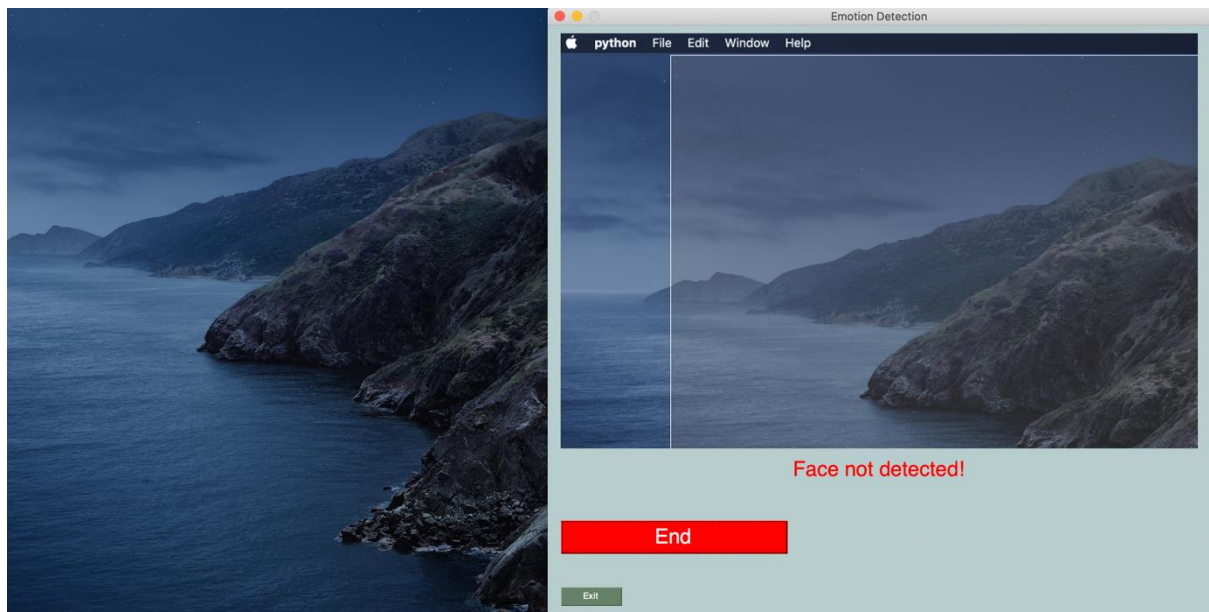 Emotion Detection
python File Edit Window Help
Face not detected!
End
Exit